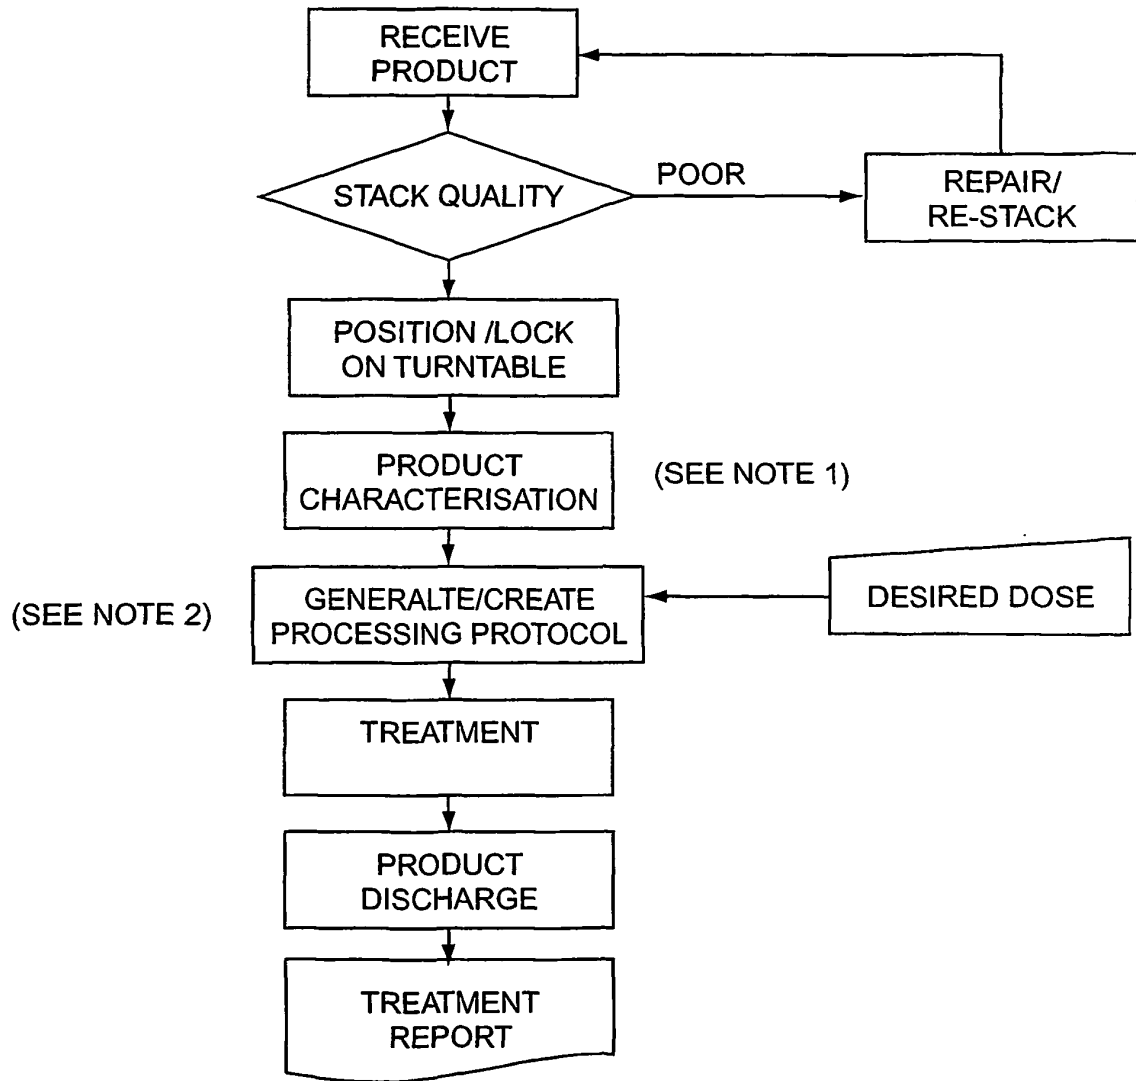 RECEIVE
PRODUCT
STACK QUALITY
POOR
REPAIR/
RE-STACK
POSITION /LOCK
ON TURNTABLE
PRODUCT
CHARACTERISATION
(SEE NOTE 1)
(SEE NOTE 2)
GENERALTE/CREATE
PROCESSING PROTOCOL
DESIRED DOSE
TREATMENT
PRODUCT
DISCHARGE
TREATMENT
REPORT